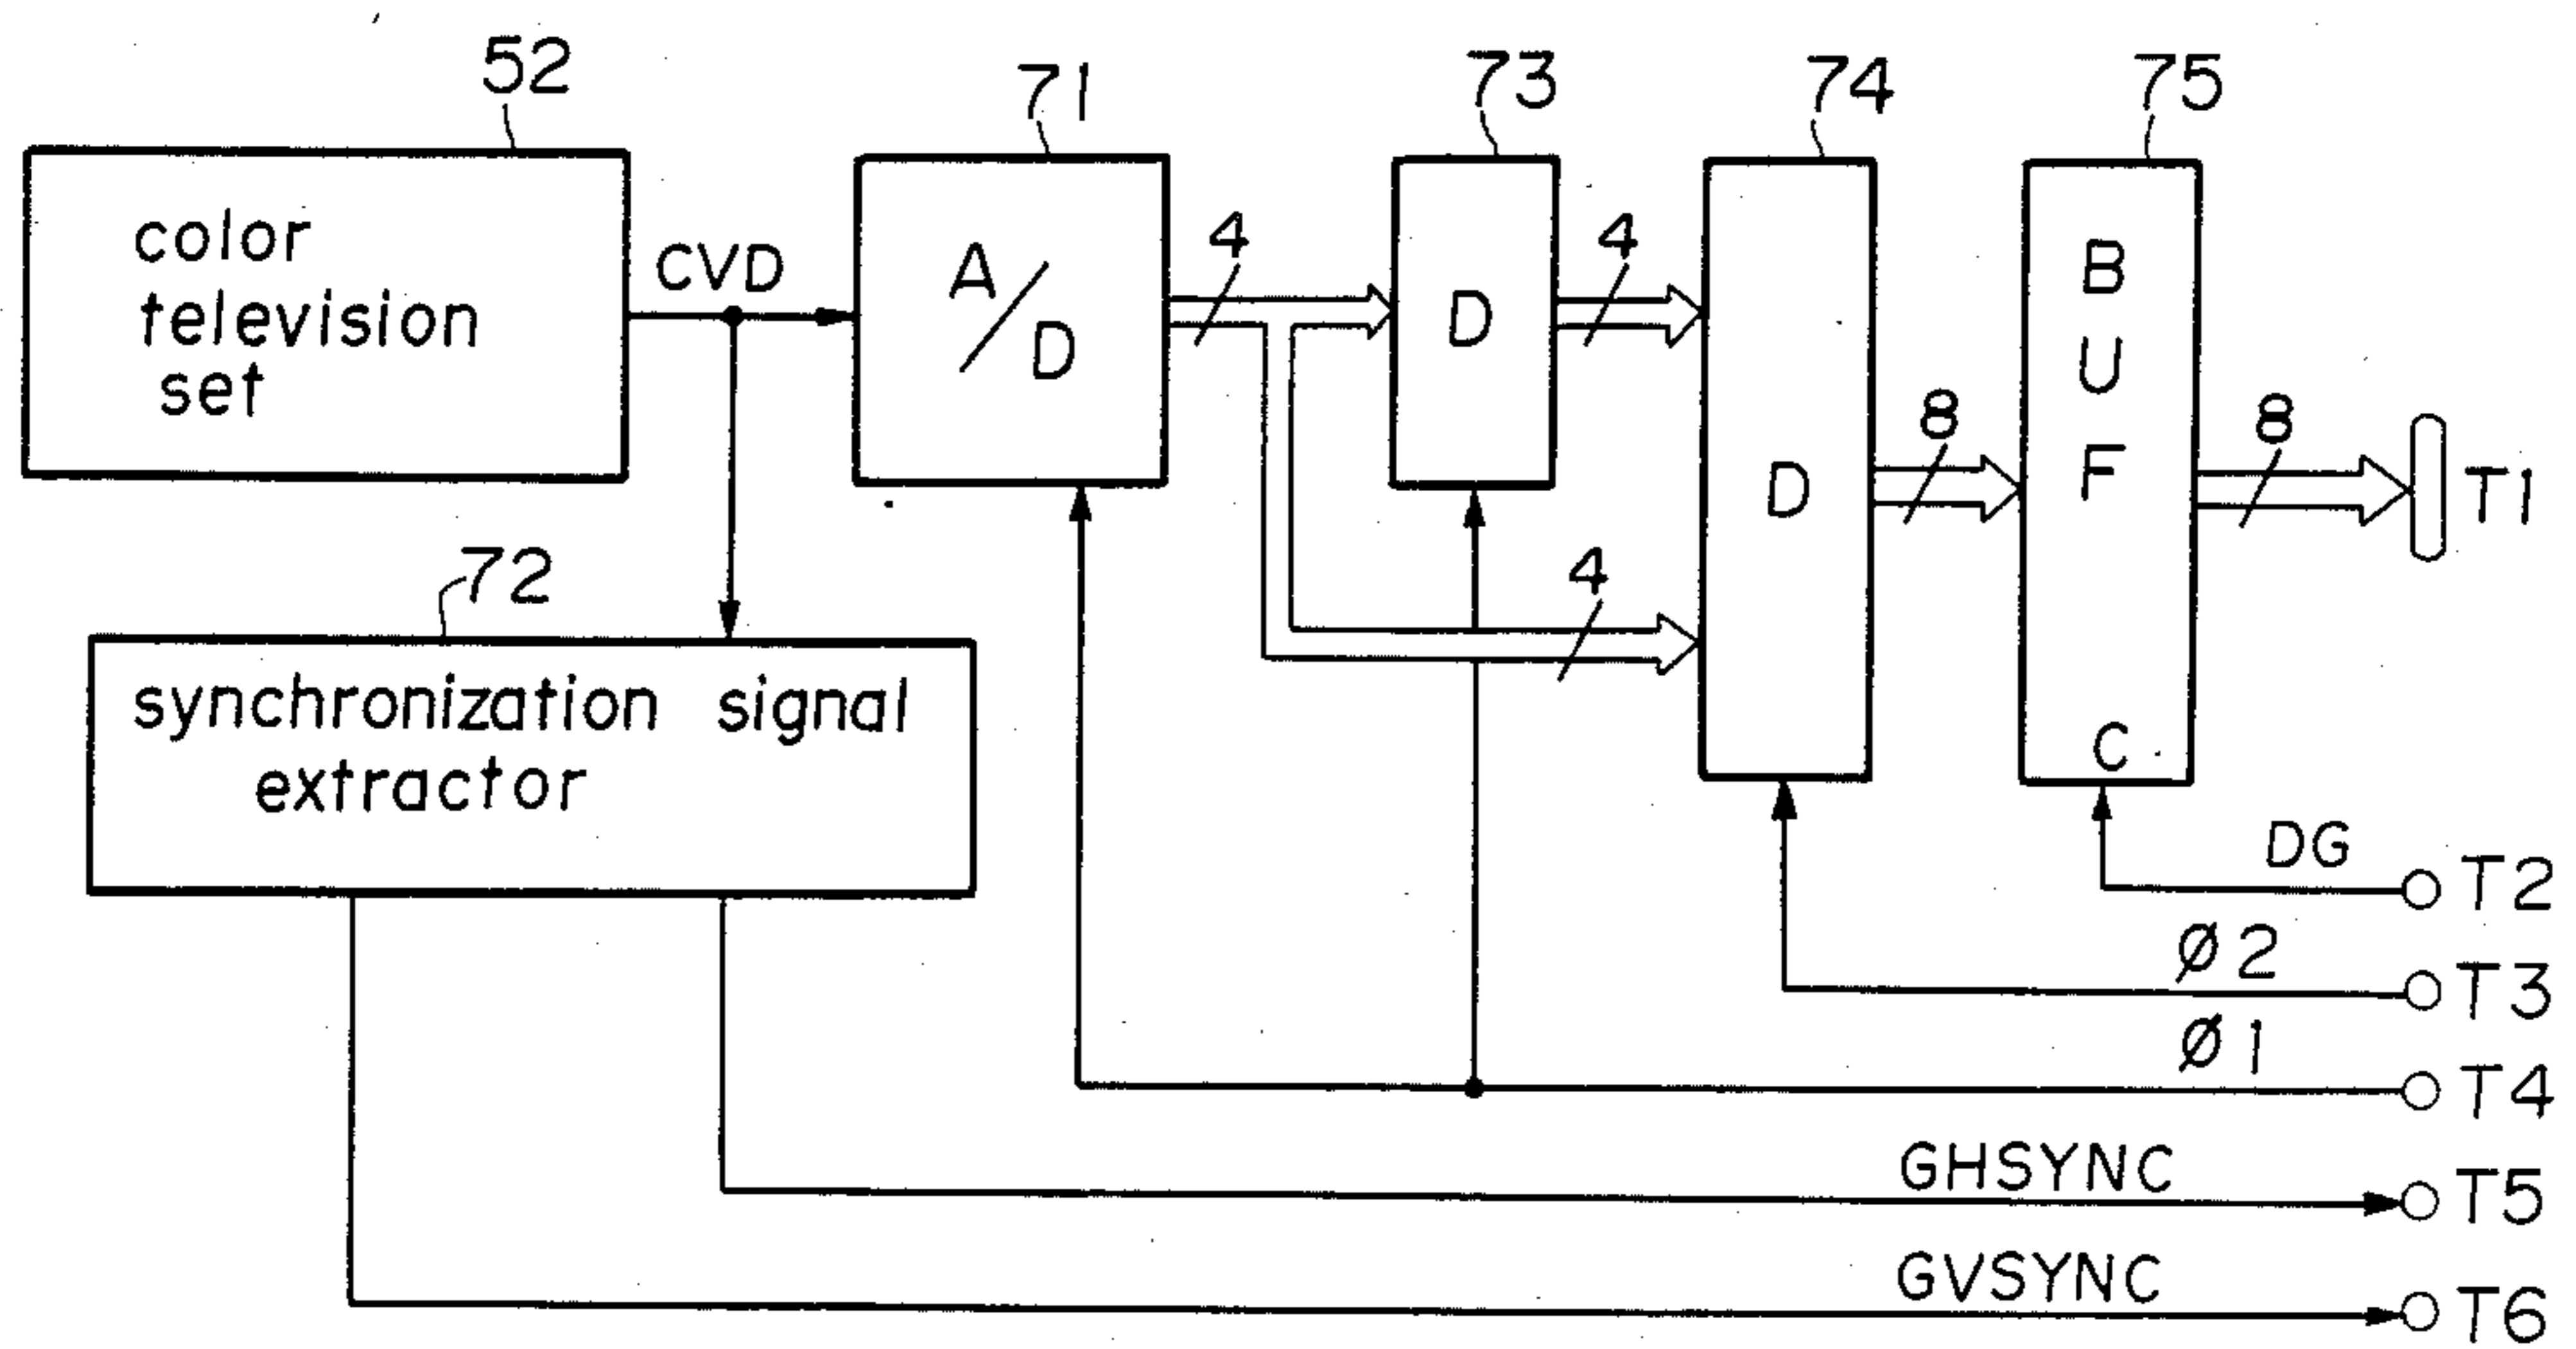 52
71
73
74
75
color
television
set
CVD
A/D
4
D
4
4
D
8
BUF
C
8
T1
72
synchronization signal
extractor
DG
T2
ø2
T3
ø1
T4
GHSYNC
T5
GVSYNC
T6